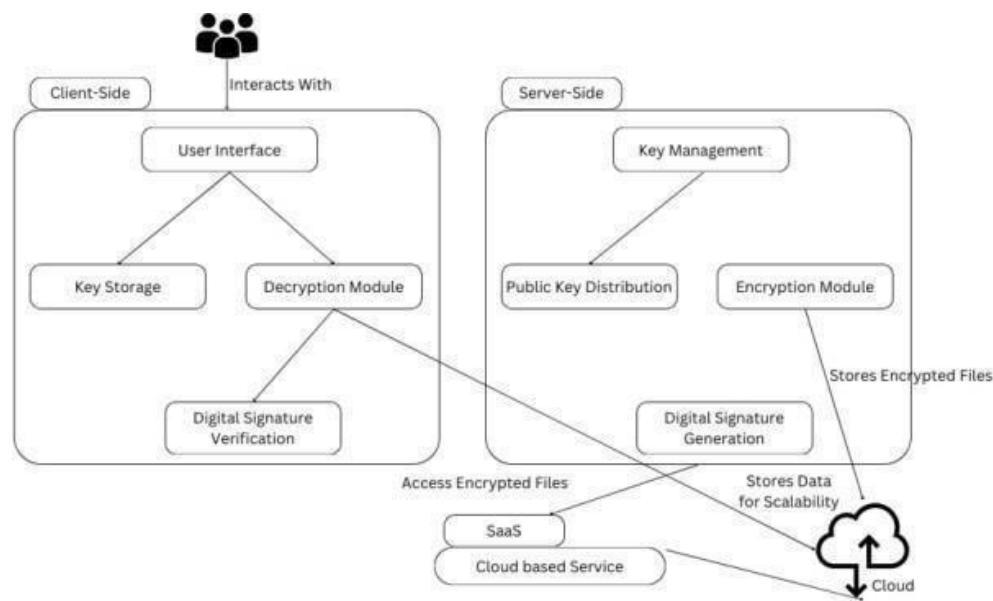 Interacts With
Client-Side
Server-Side
User Interface
Key Management
Key Storage
Decryption Module
Public Key Distribution
Encryption Module
Stores Encrypted Files
Digital Signature
Verification
Digital Signature
Generation
Access Encrypted Files
Stores Data
for Scalability
SaaS
Cloud based Service
Cloud